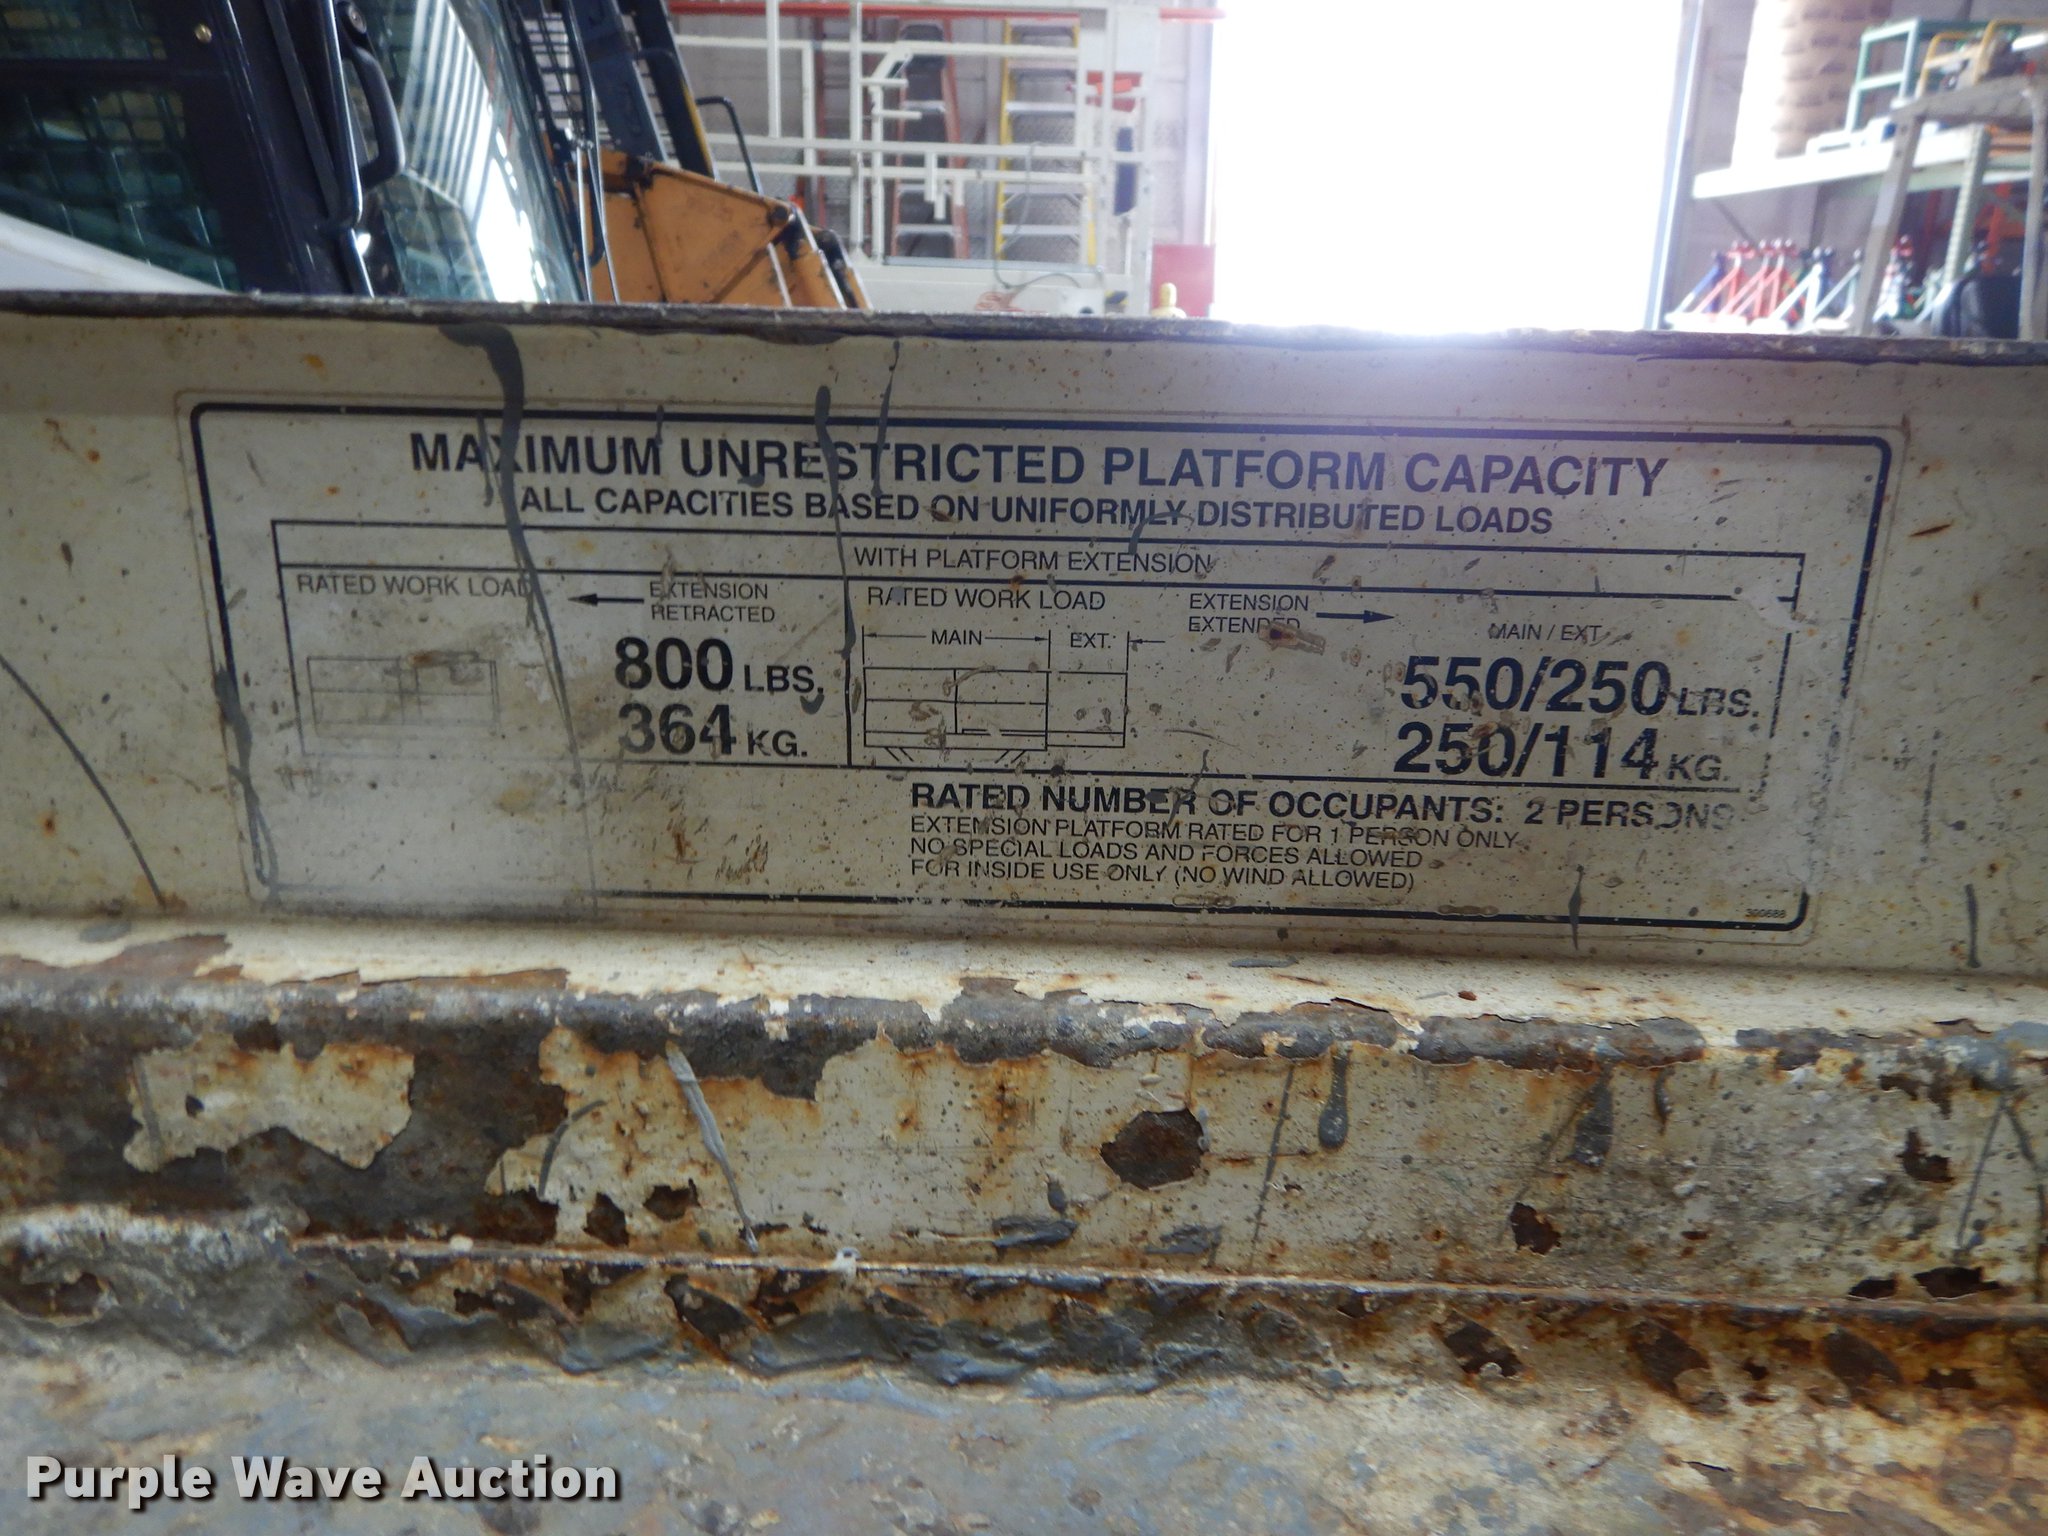 MAXIMUM UNRESTRICTED PLATFORM CAPACITY
ALL CAPACITIES BASED ON UNIFORMLY DISTRIBUTED LOADS
WITH PLATFORM EXTENSION
RATED WORK LOAD
EXTENSION
RETRACTED
800 LBS.
364 KG.
RATED WORK LOAD
MAIN EXT.
EXTENSION
EXTENDED
MAIN / EXT.
550/250 LBS.
250/114 KG.
RATED NUMBER OF OCCUPANTS: 2 PERSONS
EXTENSION PLATFORM RATED FOR 1 PERSON ONLY
NO SPECIAL LOADS AND FORCES ALLOWED
FOR INSIDE USE ONLY (NO WIND ALLOWED)
Purple Wave Auction